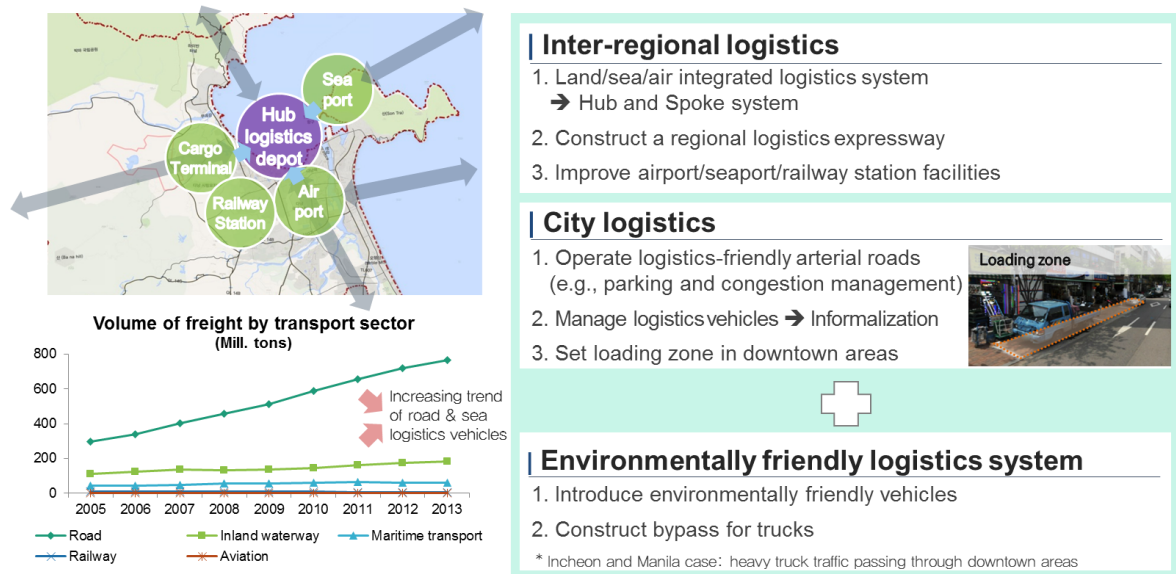 Sea
port
Hub
logistics
depot
Cargo
Terminal
Railway
Station
Air
port
Volume of freight by transport sector
(Mill. tons)
800
600
400
200
0
2005 2006 2007 2008 2009 2010 2011 2012 2013
Increasing trend
of road & sea
logistics vehicles
Road Inland waterway Maritime transport
Railway Aviation
Inter-regional logistics
1. Land/sea/air integrated logistics system
➔ Hub and Spoke system
2. Construct a regional logistics expressway
3. Improve airport/seaport/railway station facilities
City logistics
1. Operate logistics-friendly arterial roads
(e.g., parking and congestion management)
2. Manage logistics vehicles ➔ Informalization
3. Set loading zone in downtown areas
Loading zone
Environmentally friendly logistics system
1. Introduce environmentally friendly vehicles
2. Construct bypass for trucks
* Incheon and Manila case: heavy truck traffic passing through downtown areas